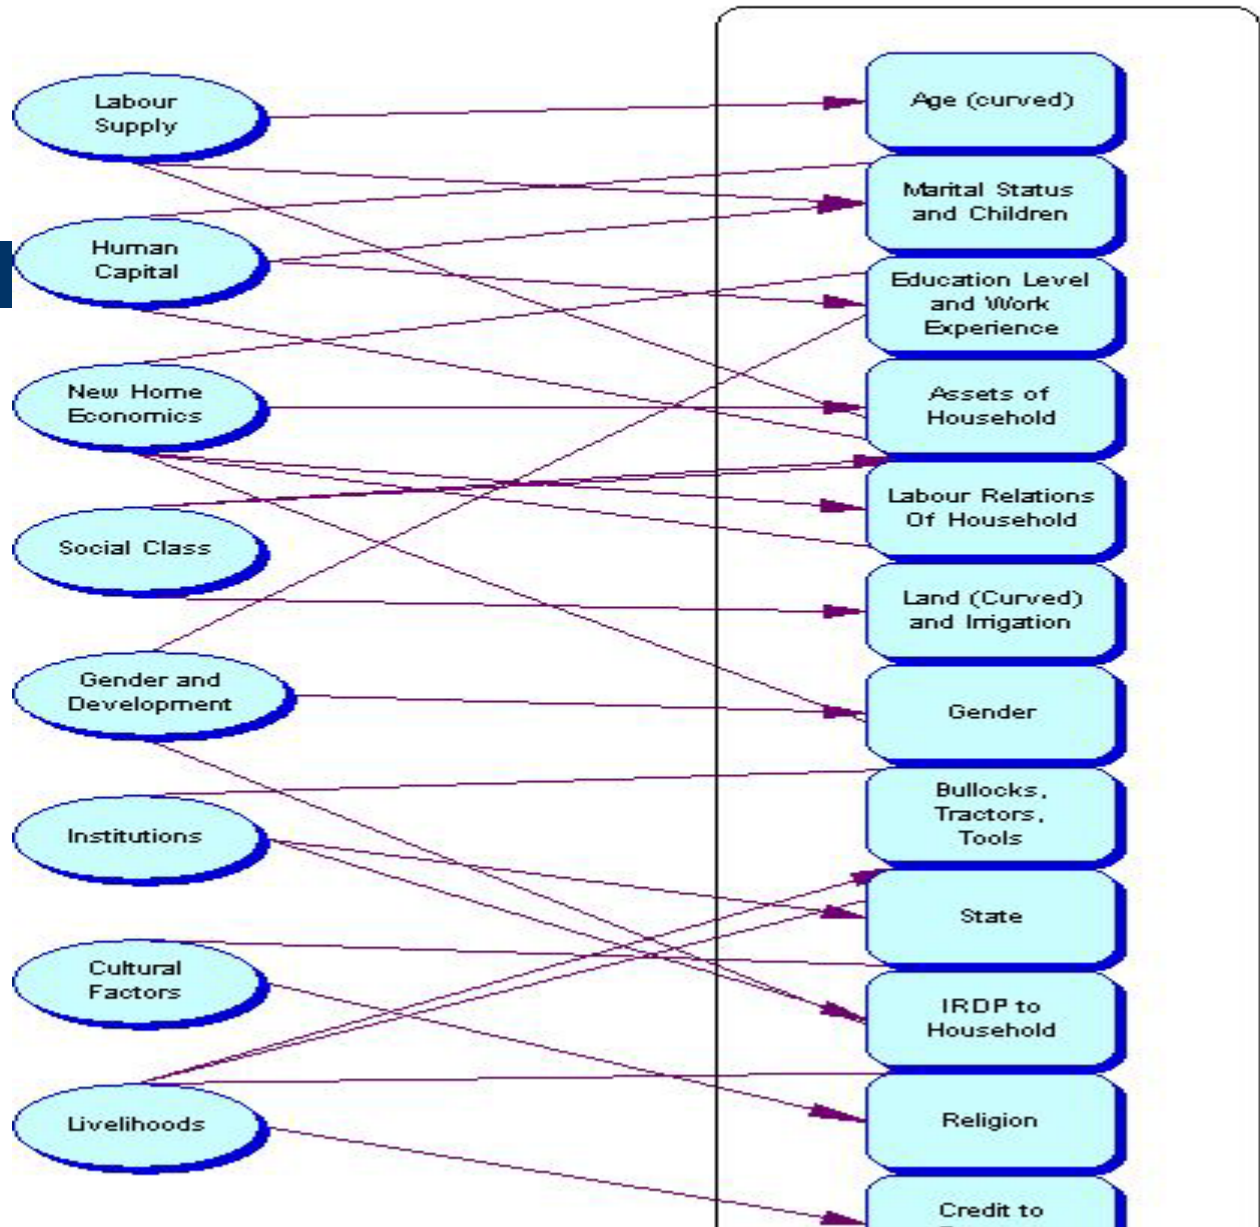 Labour
Supply
Human
Capital
New Home
Economics
Social Class
Gender and
Development
Institutions
Cultural
Factors
Livelihoods
Age (curved)
Marital Status
and Children
Education Level
and Work
Experience
Assets of
Household
Labour Relations
Of Household
Land (Curved)
and Irrigation
Gender
Bullocks,
Tractors,
Tools
State
IRDP to
Household
Religion
Credit to